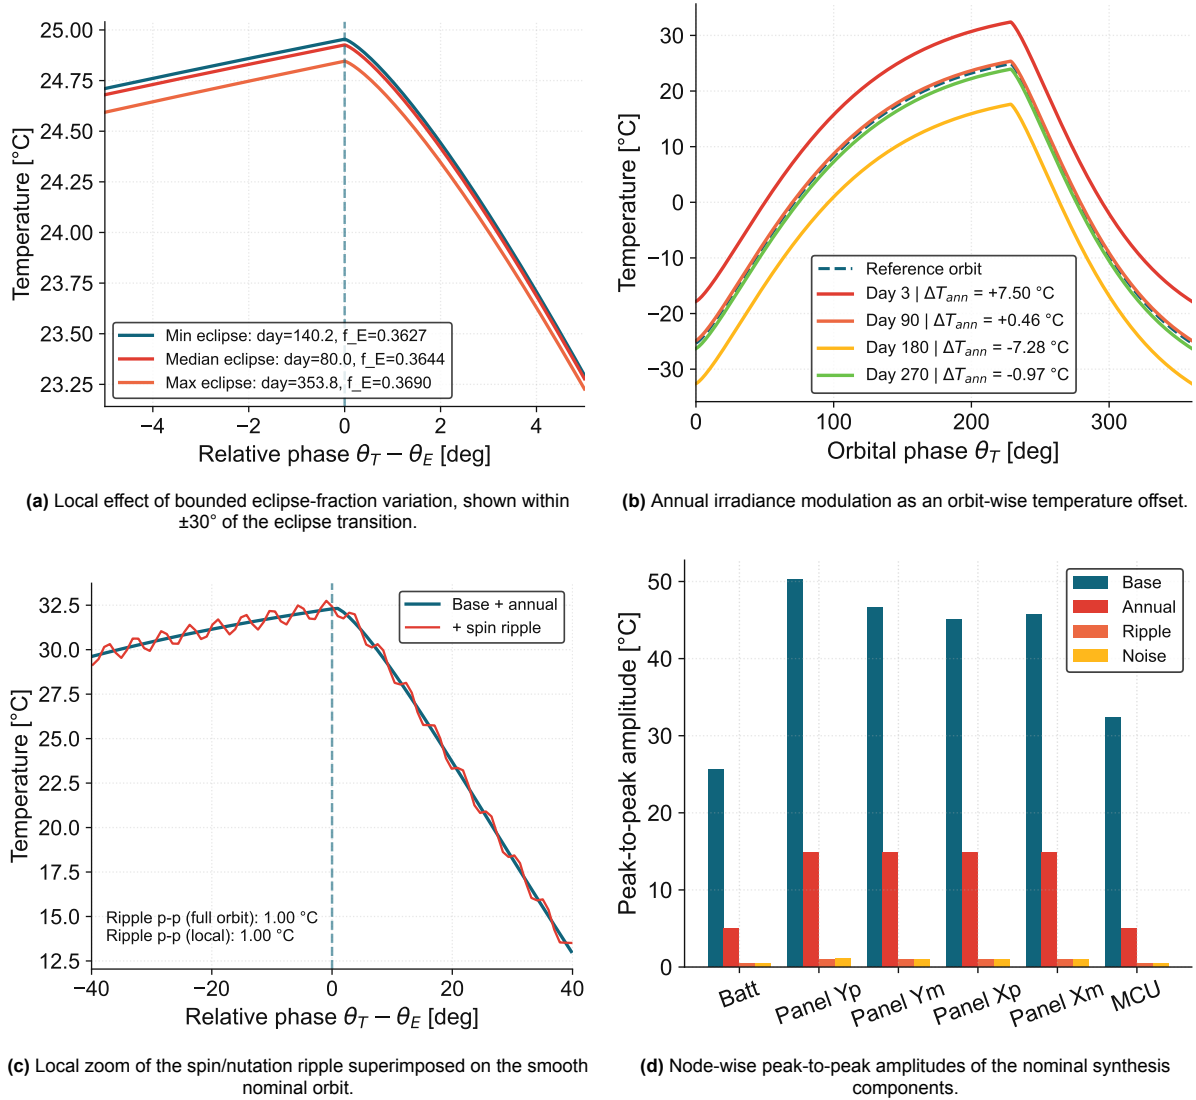 25.00
24.75
24.50
24.25
24.00
23.75
23.50
23.25
Temperature [°C]
Min eclipse: day=140.2, f_E=0.3627
Median eclipse: day=80.0, f_E=0.3644
Max eclipse: day=353.8, f_E=0.3690
−4 −2 0 2 4
Relative phase θT − θE [deg]
(a) Local effect of bounded eclipse-fraction variation, shown within
±30° of the eclipse transition.
30
20
10
0
−10
−20
−30
Temperature [°C]
Reference orbit
Day 3 | ΔTann = +7.50 °C
Day 90 | ΔTann = +0.46 °C
Day 180 | ΔTann = -7.28 °C
Day 270 | ΔTann = -0.97 °C
0 100 200 300
Orbital phase θT [deg]
(b) Annual irradiance modulation as an orbit-wise temperature offset.
32.5
30.0
27.5
25.0
22.5
20.0
17.5
15.0
12.5
Temperature [°C]
Base + annual
+ spin ripple
Ripple p-p (full orbit): 1.00 °C
Ripple p-p (local): 1.00 °C
−40 −20 0 20 40
Relative phase θT − θE [deg]
(c) Local zoom of the spin/nutation ripple superimposed on the smooth
nominal orbit.
50
40
30
20
10
0
Peak-to-peak amplitude [°C]
Base
Annual
Ripple
Noise
Batt
Panel Yp
Panel Ym
Panel Xp
Panel Xm
MCU
(d) Node-wise peak-to-peak amplitudes of the nominal synthesis
components.